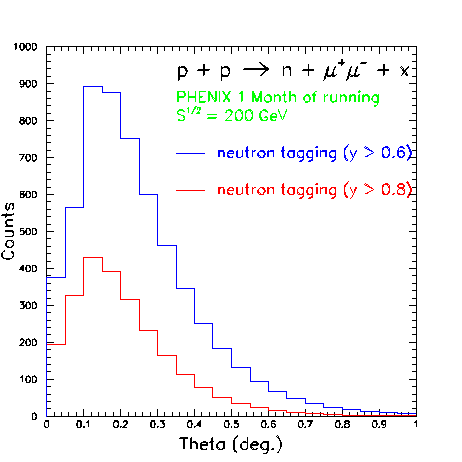 p + p → n + μ⁺μ⁻ + x
PHENIX 1 Month of running
S^1/2 = 200 GeV
neutron tagging (y > 0.6)
neutron tagging (y > 0.8)
Counts
1000
900
800
700
600
500
400
300
200
100
0
0 0.1 0.2 0.3 0.4 0.5 0.6 0.7 0.8 0.9 1
Theta (deg.)